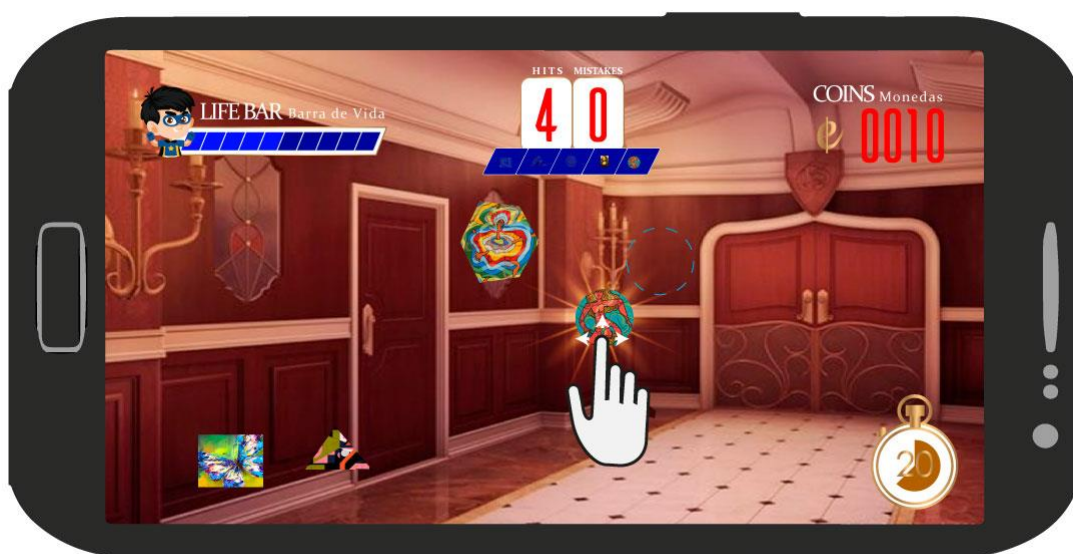 HITS MISTAKES
4 0
LIFE BAR Barra de Vida
COINS Monedas
0010
20